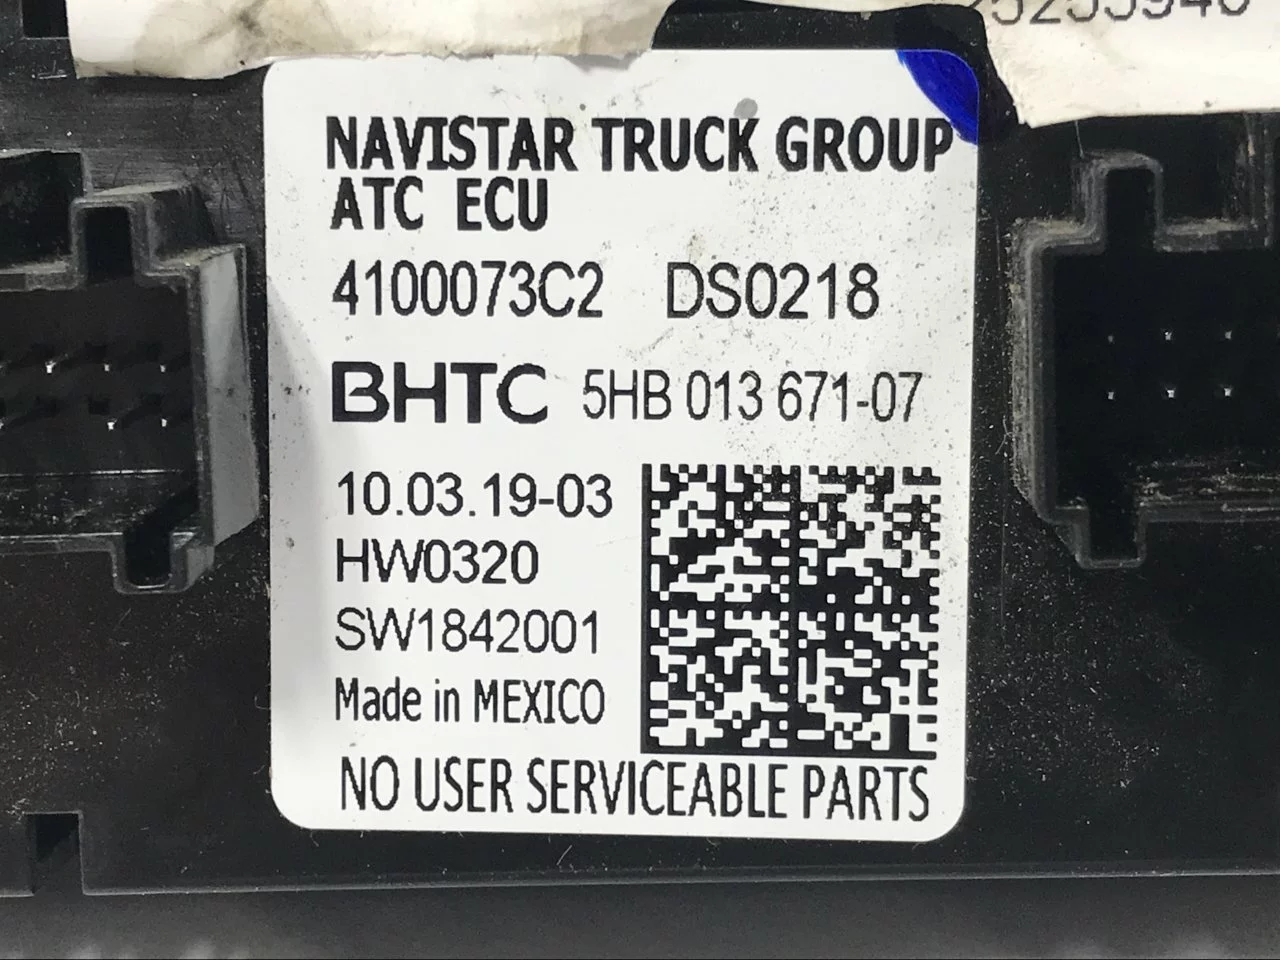 NAVISTAR TRUCK GROUP
ATC ECU
4100073C2 DS0218
BHTC 5HB 013 671-07
10.03.19-03
HW0320
SW1842001
Made in MEXICO
NO USER SERVICEABLE PARTS